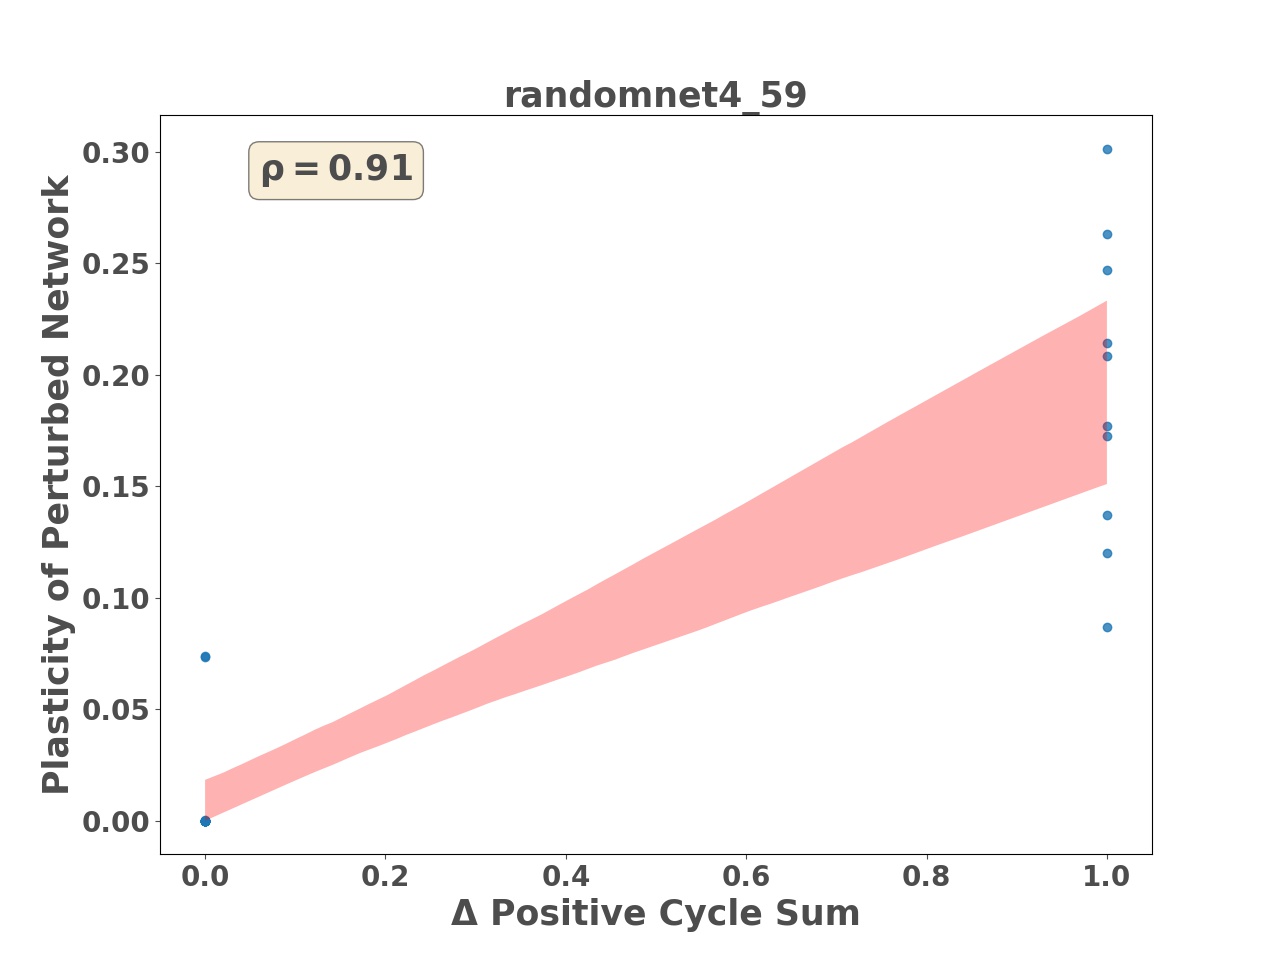 randomnet4_59
ρ = 0.91
Plasticity of Perturbed Network
0.30
0.25
0.20
0.15
0.10
0.05
0.00
0.0 0.2 0.4 0.6 0.8 1.0
Δ Positive Cycle Sum